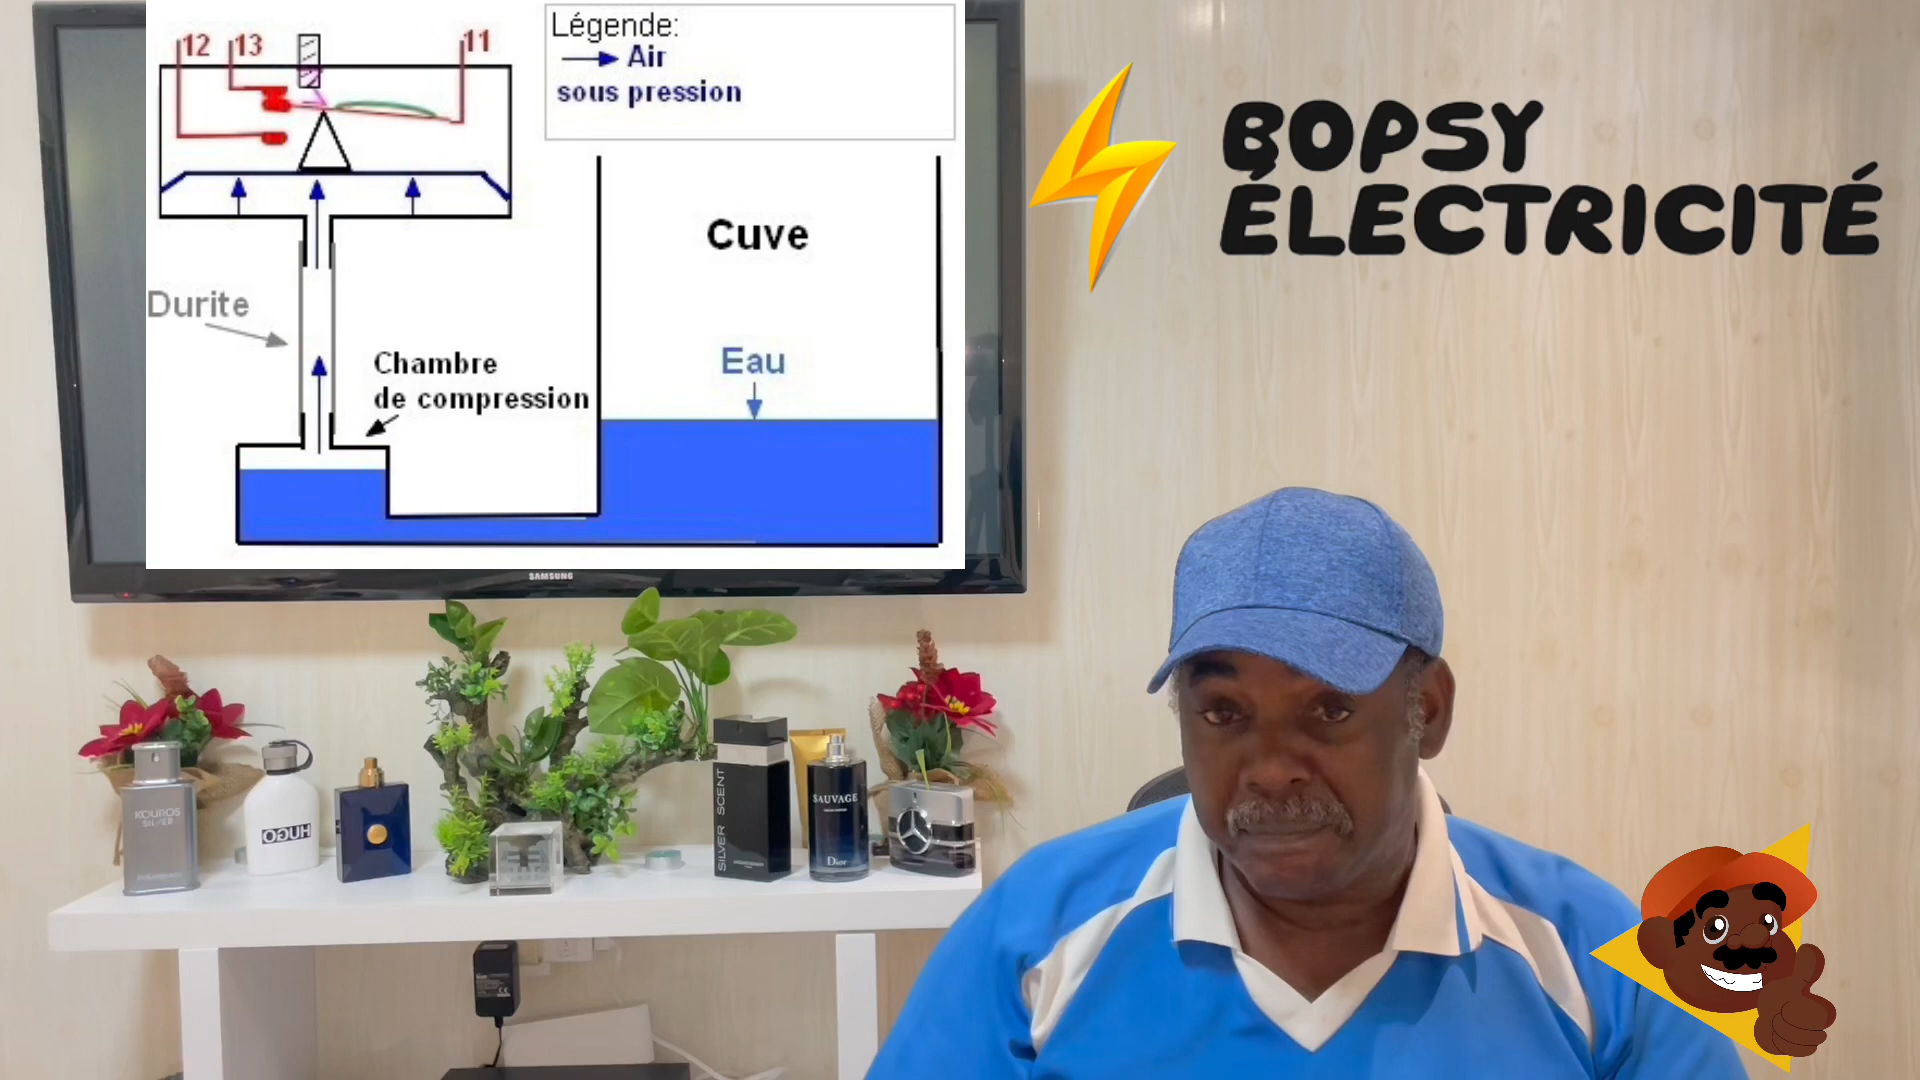 12 13 11
Légende:
Air
sous pression
Cuve
Durite
Eau
Chambre
de compression
BOPSY
ÉLECTRICITÉ
SAMSUNG
KOUROS
SILVER
HUGO
SILVER SCENT
SAUVAGE
Dior